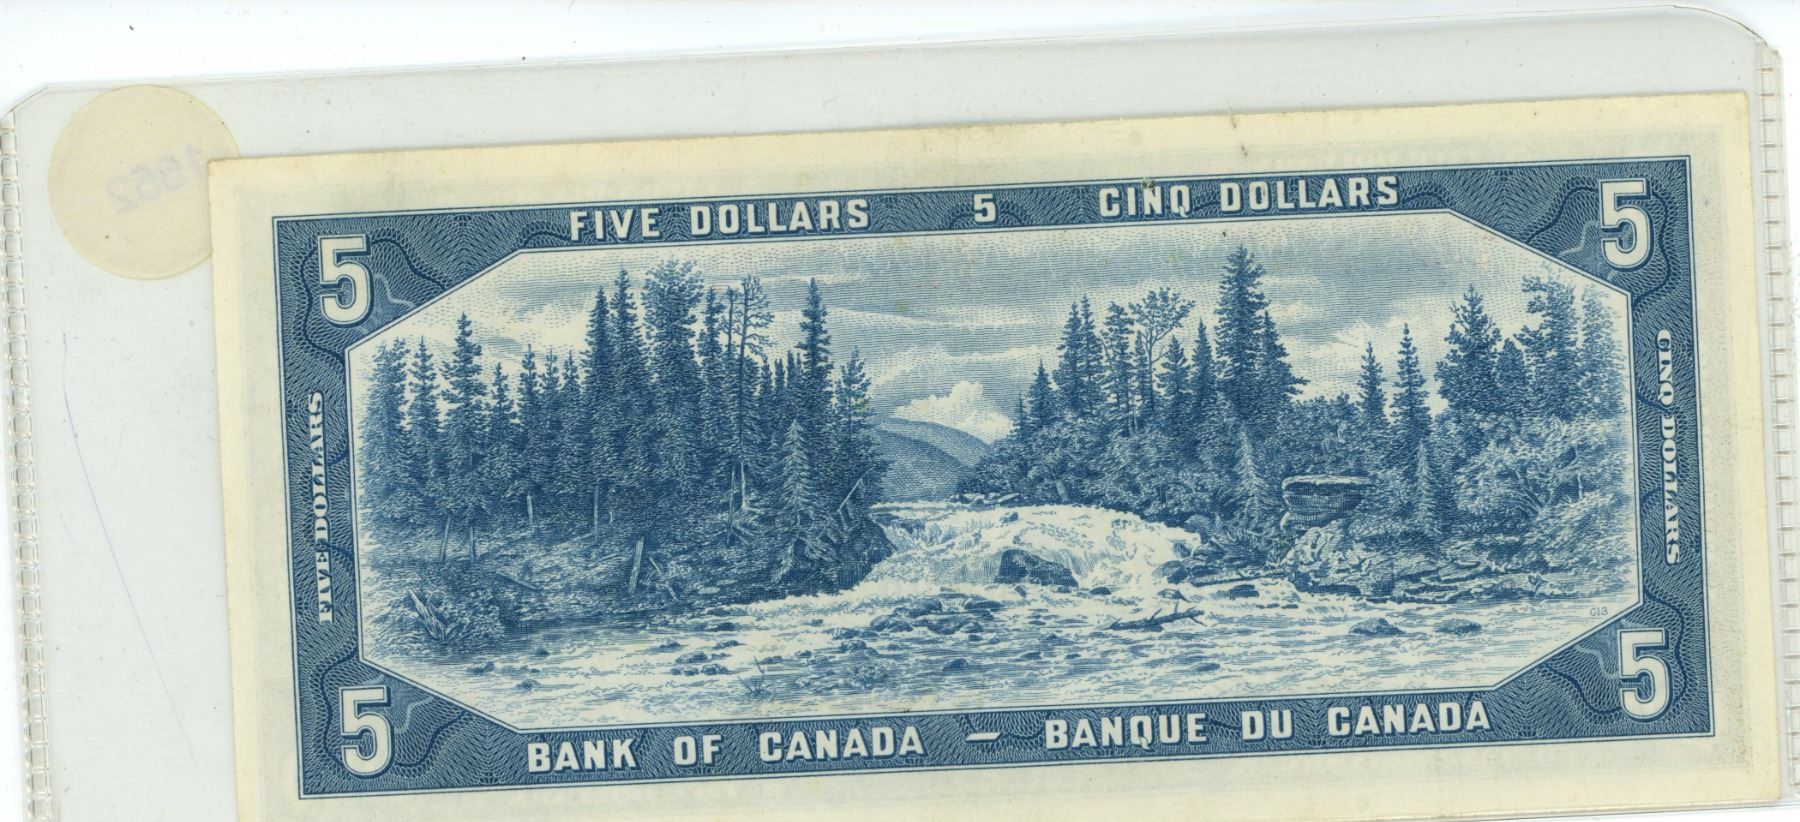 1952
FIVE DOLLARS 5 CINQ DOLLARS
5 5
FIVE DOLLARS
CINQ DOLLARS
5 5
BANK OF CANADA — BANQUE DU CANADA